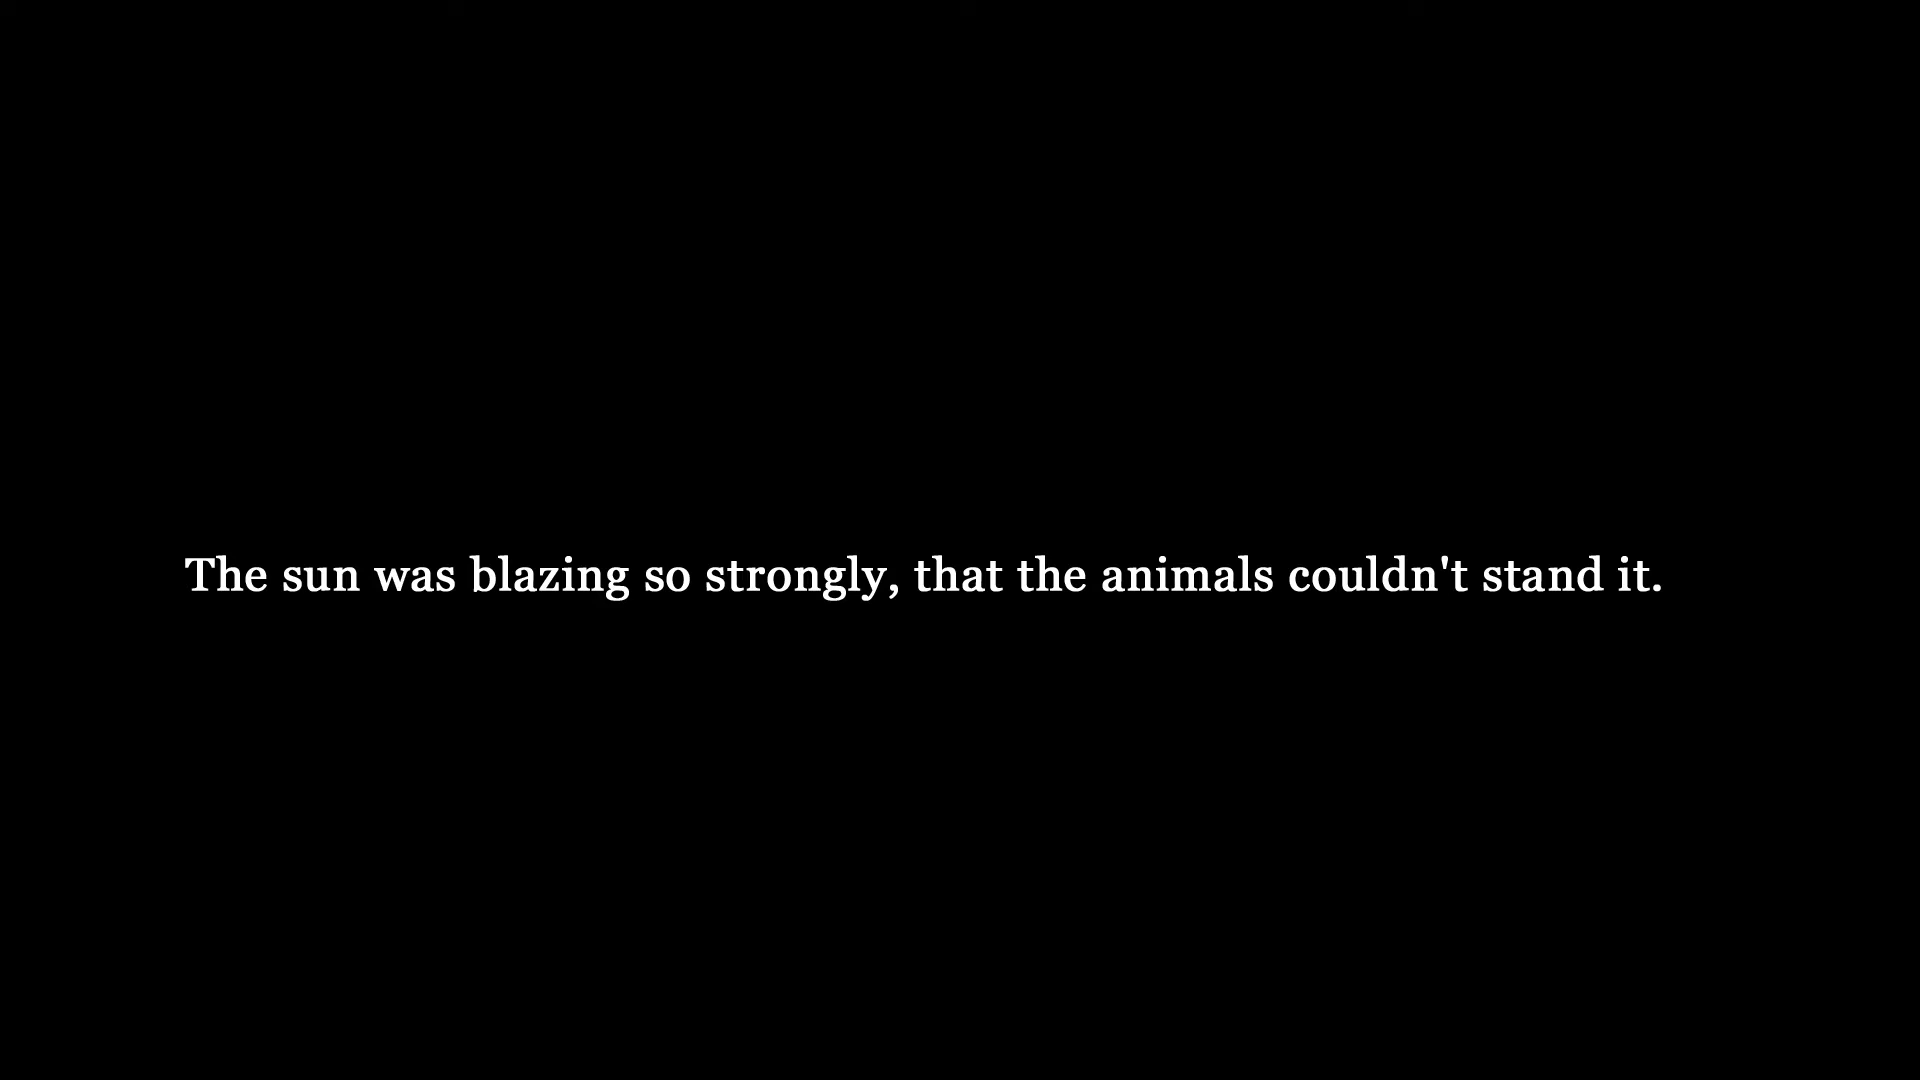 The sun was blazing so strongly, that the animals couldn't stand it.